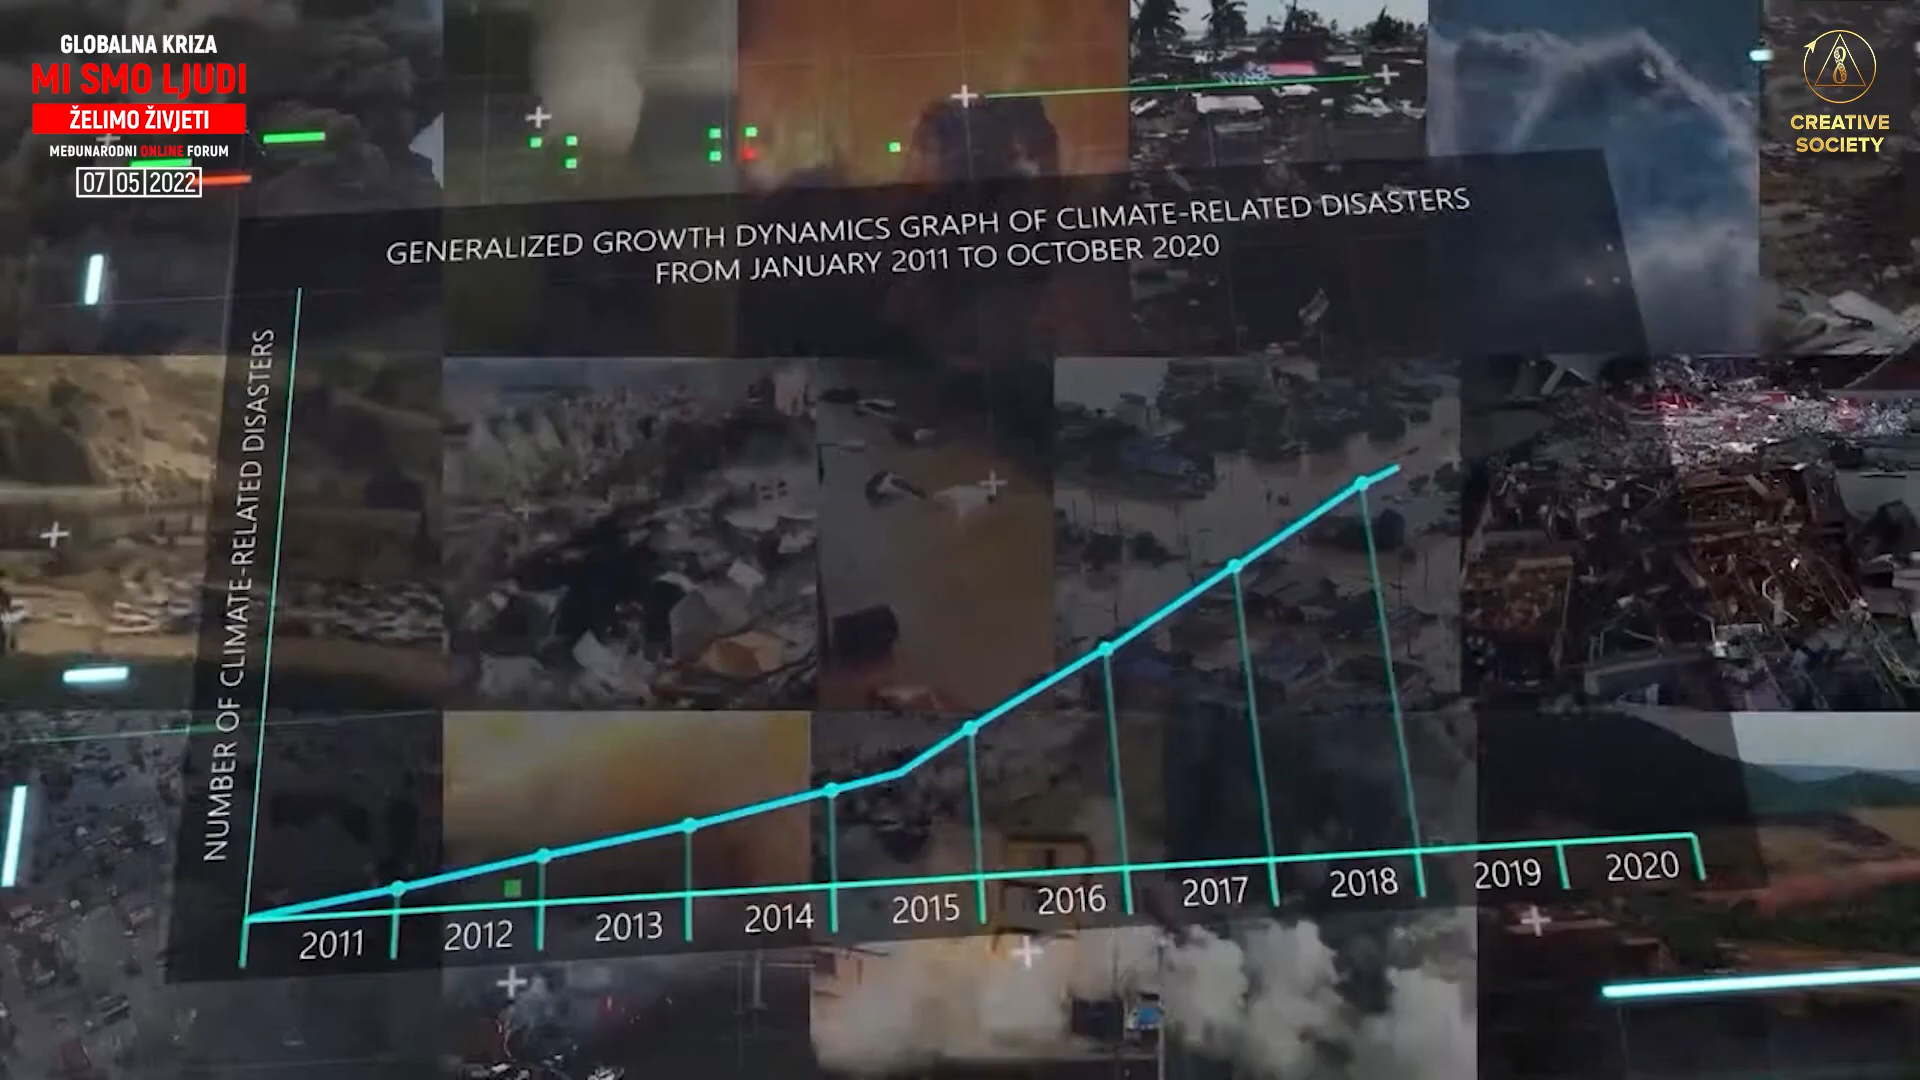 GLOBALNA KRIZA
MI SMO LJUDI
ŽELIMO ŽIVJETI
MEĐUNARODNI ONLINE FORUM
07 05 2022
CREATIVE
SOCIETY
GENERALIZED GROWTH DYNAMICS GRAPH OF CLIMATE-RELATED DISASTERS
FROM JANUARY 2011 TO OCTOBER 2020
NUMBER OF CLIMATE-RELATED DISASTERS
2011 2012 2013 2014 2015 2016 2017 2018 2019 2020